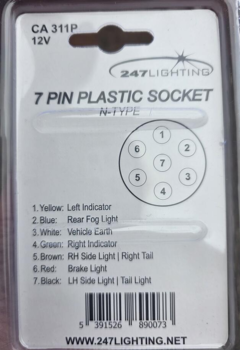 CA 311P
12V
247LIGHTING
7 PIN PLASTIC SOCKET
N-TYPE
1
6 2
7
5 3
4
1. Yellow: Left Indicator
2. Blue: Rear Fog Light
3. White: Vehicle Earth
4. Green: Right Indicator
5. Brown: RH Side Light | Right Tail
6. Red: Brake Light
7. Black: LH Side Light | Tail Light
5 391526 890073
WWW.247LIGHTING.NET